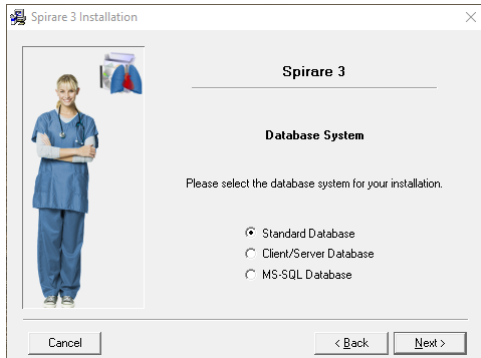 Spirare 3 Installation
Spirare 3
Database System
Please select the database system for your installation.
Standard Database
Client/Server Database
MS-SQL Database
Cancel
< Back
Next >